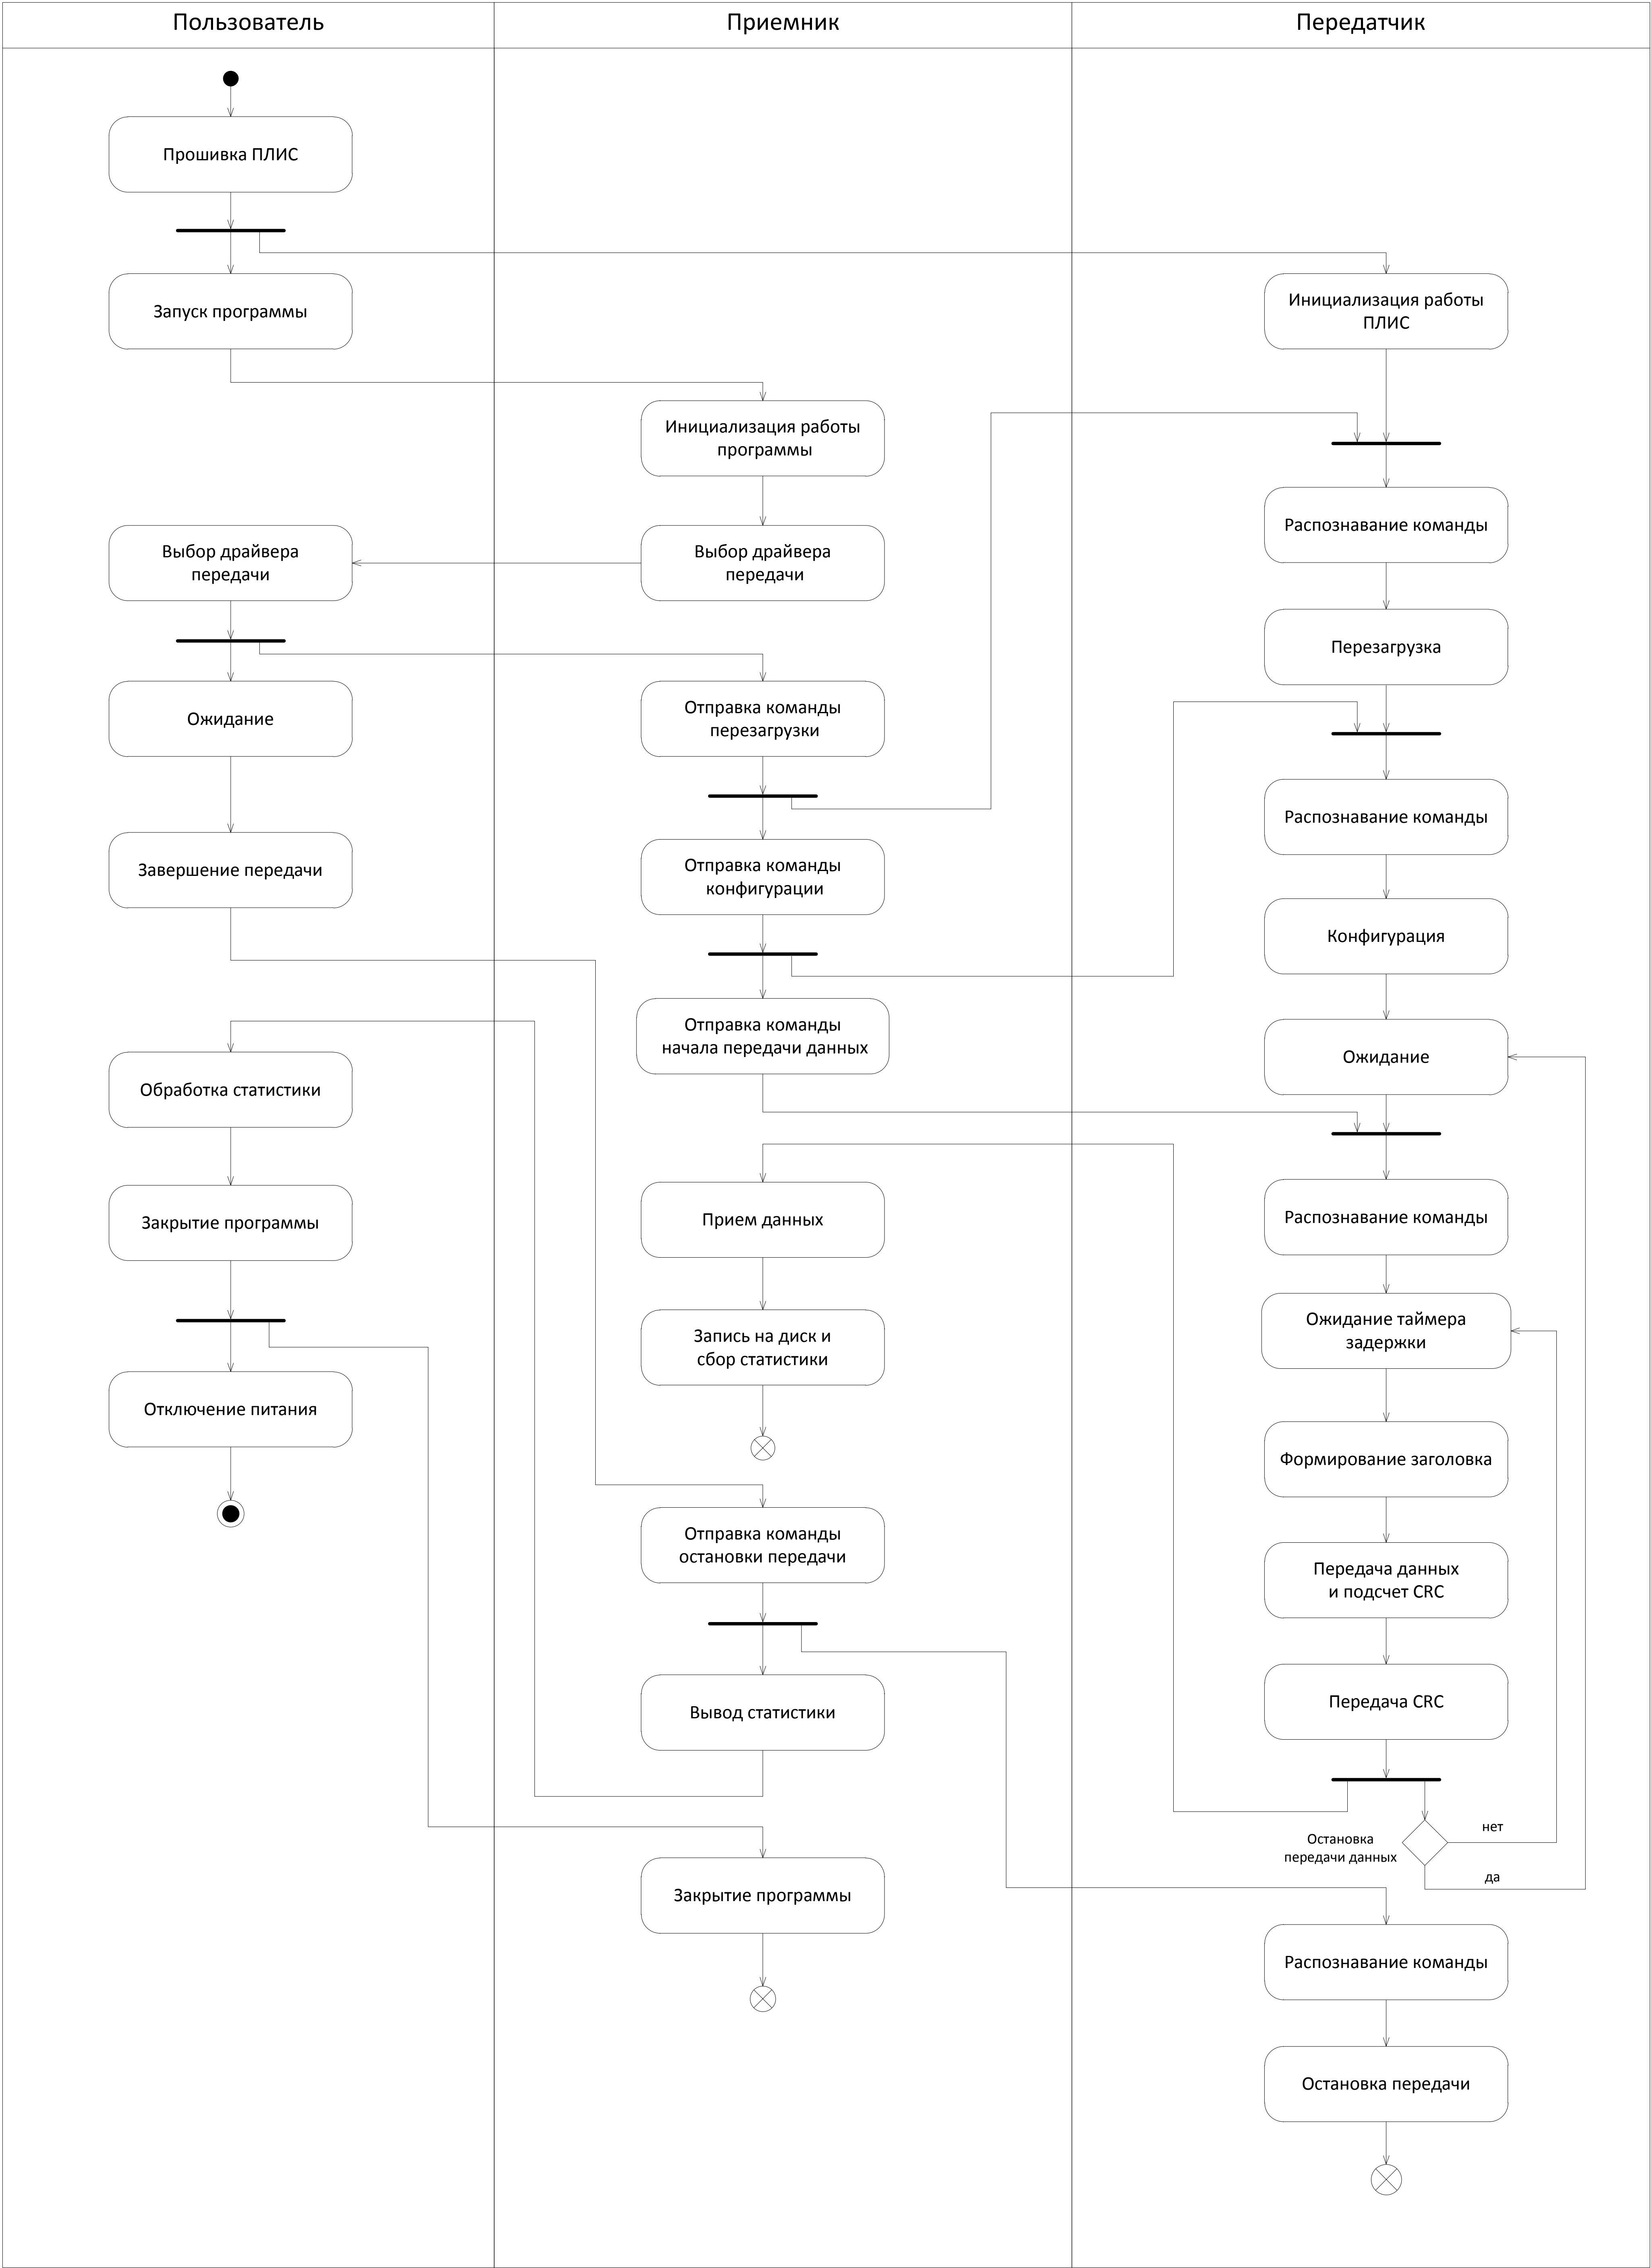 Пользователь
Приемник
Передатчик
Прошивка ПЛИС
Запуск программы
Выбор драйвера
передачи
Ожидание
Завершение передачи
Обработка статистики
Закрытие программы
Отключение питания
Инициализация работы
программы
Выбор драйвера
передачи
Отправка команды
перезагрузки
Отправка команды
конфигурации
Отправка команды
начала передачи данных
Прием данных
Запись на диск и
сбор статистики
Отправка команды
остановки передачи
Вывод статистики
Закрытие программы
Инициализация работы
ПЛИС
Распознавание команды
Перезагрузка
Распознавание команды
Конфигурация
Ожидание
Распознавание команды
Ожидание таймера
задержки
Формирование заголовка
Передача данных
и подсчет CRC
Передача CRC
Остановка
передачи данных
нет
да
Распознавание команды
Остановка передачи